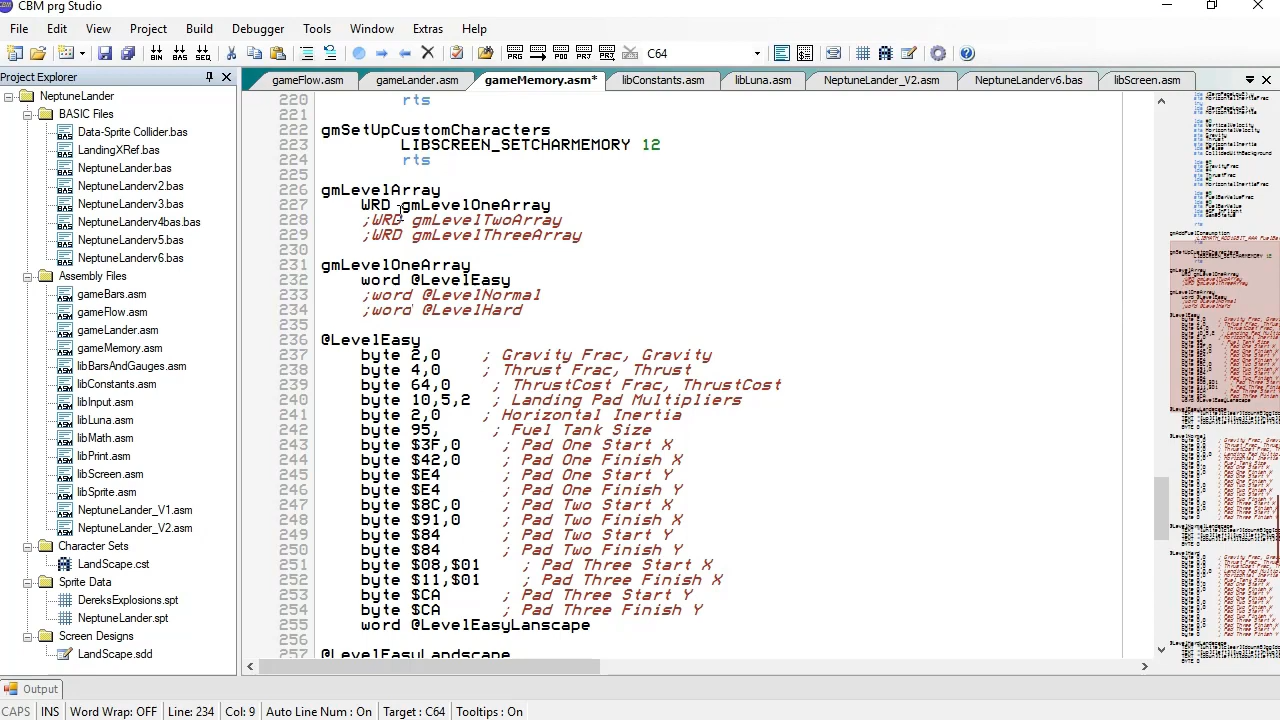 CBM prg Studio
File Edit View Project Build Debugger Tools Windows Extras Help
C64
Project Explorer
gameFlow.asm gameLander.asm gameMemory.asm* libConstants.asm libLuna.asm NeptuneLander_V2.asm NeptuneLanderv6.bas libScreen.asm
NeptuneLander
BASIC Files
Data-Sprite Collider.bas
LandingXRef.bas
NeptuneLander.bas
NeptuneLanderv2.bas
NeptuneLanderv3.bas
NeptuneLanderv4bas.bas
NeptuneLanderv5.bas
NeptuneLanderv6.bas
Assembly Files
gameBars.asm
gameFlow.asm
gameLander.asm
gameMemory.asm
libBarsAndGauges.asm
libConstants.asm
libInput.asm
libLuna.asm
libMath.asm
libPrint.asm
libScreen.asm
libSprite.asm
NeptuneLander_V1.asm
NeptuneLander_V2.asm
Character Sets
LandScape.cst
Sprite Data
DereksExplosions.spt
NeptuneLander.spt
Screen Designs
LandScape.sdd
220 rts
221
222 gmSetUpCustomCharacters
223 LIBSCREEN_SETCHARMEMORY 12
224 rts
225
226 gmLevelArray
227 WRD gmLevelOneArray
228 ;WRD gmLevelTwoArray
229 ;WRD gmLevelThreeArray
230
231 gmLevelOneArray
232 word @LevelEasy
233 ;word @LevelNormal
234 ;word @LevelHard
235
236 @LevelEasy
237 byte 2,0 ; Gravity Frac, Gravity
238 byte 4,0 ; Thrust Frac, Thrust
239 byte 64,0 ; ThrustCost Frac, ThrustCost
240 byte 10,5,2 ; Landing Pad Multipliers
241 byte 2,0 ; Horizontal Inertia
242 byte 95, ; Fuel Tank Size
243 byte $3F,0 ; Pad One Start X
244 byte $42,0 ; Pad One Finish X
245 byte $E4 ; Pad One Start Y
246 byte $E4 ; Pad One Finish Y
247 byte $8C,0 ; Pad Two Start X
248 byte $91,0 ; Pad Two Finish X
249 byte $84 ; Pad Two Start Y
250 byte $84 ; Pad Two Finish Y
251 byte $08,$01 ; Pad Three Start X
252 byte $11,$01 ; Pad Three Finish X
253 byte $CA ; Pad Three Start Y
254 byte $CA ; Pad Three Finish Y
255 word @LevelEasyLanscape
256
257 @LevelEasyLandscape
Output
CAPS INS Word Wrap: OFF Line: 234 Col: 9 Auto Line Num : On Target : C64 Tooltips : On